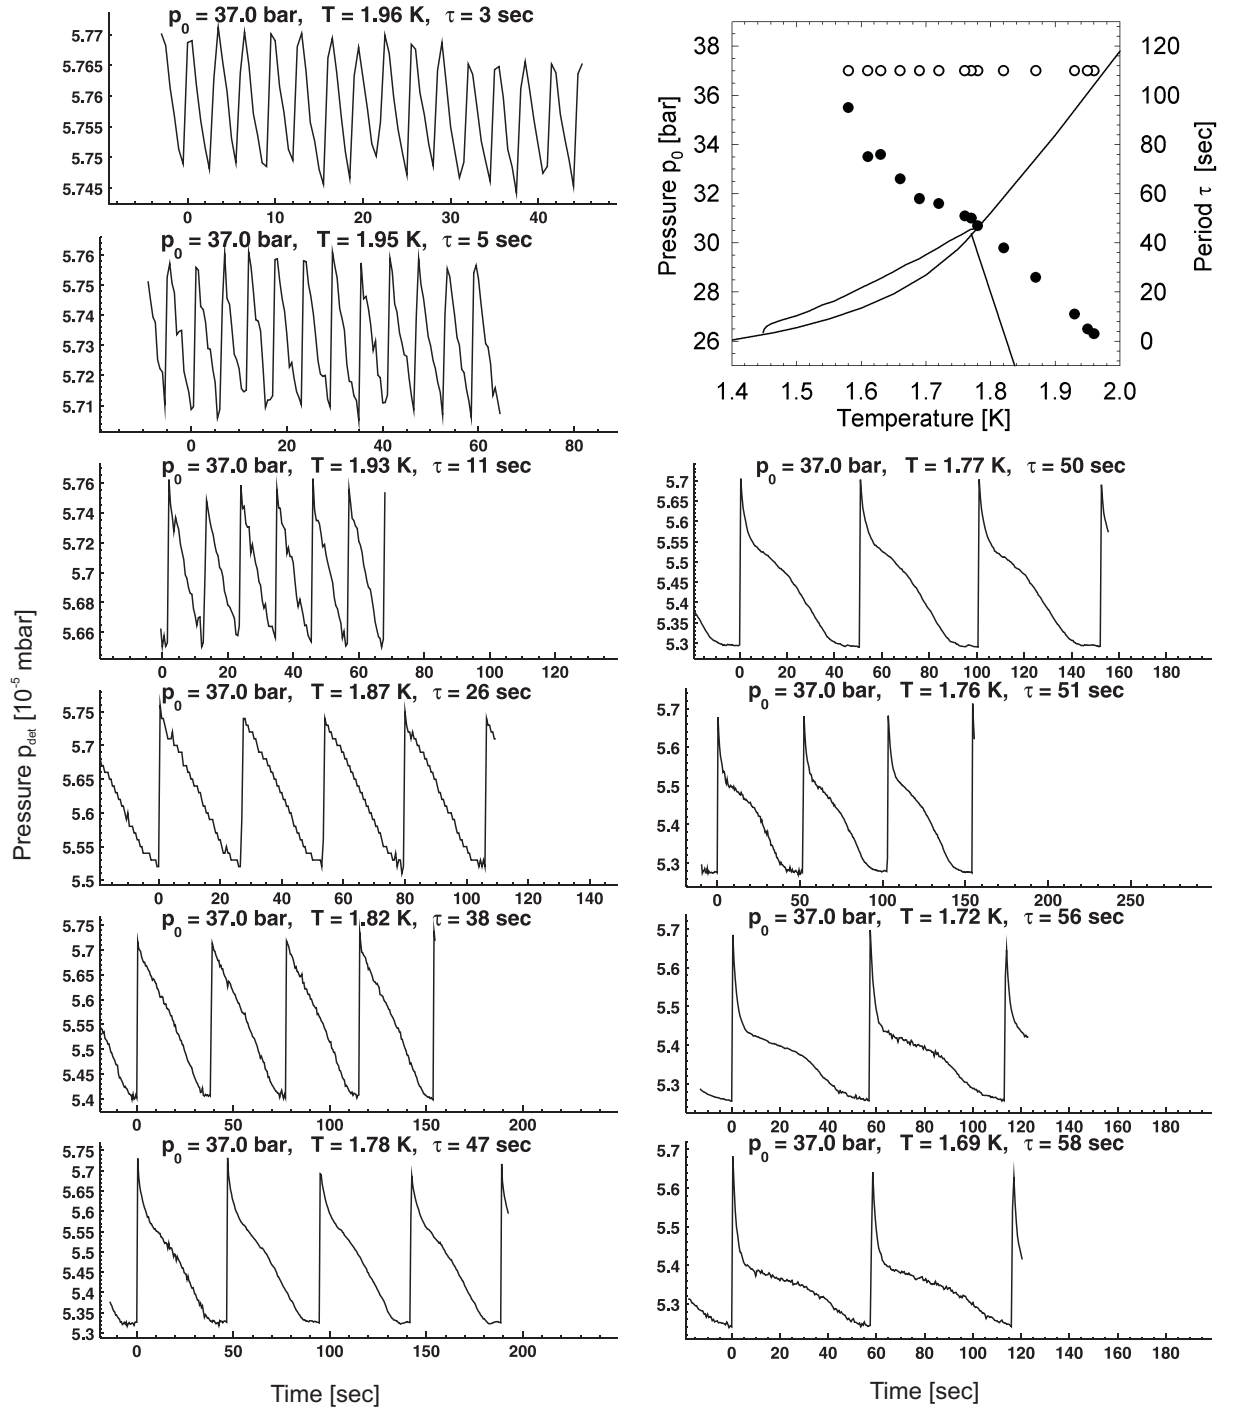 p0 = 37.0 bar, T = 1.96 K, τ = 3 sec
5.77
5.765
5.76
5.755
5.75
5.745
0 10 20 30 40
p0 = 37.0 bar, T = 1.95 K, τ = 5 sec
5.76
5.75
5.74
5.73
5.72
5.71
0 20 40 60 80
p0 = 37.0 bar, T = 1.93 K, τ = 11 sec
5.76
5.74
5.72
5.7
5.68
5.66
0 20 40 60 80 100 120
p0 = 37.0 bar, T = 1.87 K, τ = 26 sec
5.75
5.7
5.65
5.6
5.55
5.5
0 20 40 60 80 100 120 140
p0 = 37.0 bar, T = 1.82 K, τ = 38 sec
5.75
5.7
5.65
5.6
5.55
5.5
5.45
5.4
0 50 100 150 200
p0 = 37.0 bar, T = 1.78 K, τ = 47 sec
5.75
5.7
5.65
5.6
5.55
5.5
5.45
5.4
5.35
5.3
0 50 100 150 200
Time [sec]
Pressure pdet [10-5 mbar]
38
36
34
32
30
28
26
Pressure p0 [bar]
120
100
80
60
40
20
0
Period τ [sec]
1.4 1.5 1.6 1.7 1.8 1.9 2.0
Temperature [K]
p0 = 37.0 bar, T = 1.77 K, τ = 50 sec
5.7
5.65
5.6
5.55
5.5
5.45
5.4
5.35
5.3
0 20 40 60 80 100 120 140 160 180
p0 = 37.0 bar, T = 1.76 K, τ = 51 sec
5.7
5.6
5.5
5.4
5.3
0 50 100 150 200 250
p0 = 37.0 bar, T = 1.72 K, τ = 56 sec
5.7
5.6
5.5
5.4
5.3
0 20 40 60 80 100 120 140 160 180
p0 = 37.0 bar, T = 1.69 K, τ = 58 sec
5.7
5.6
5.5
5.4
5.3
0 20 40 60 80 100 120 140 160 180
Time [sec]